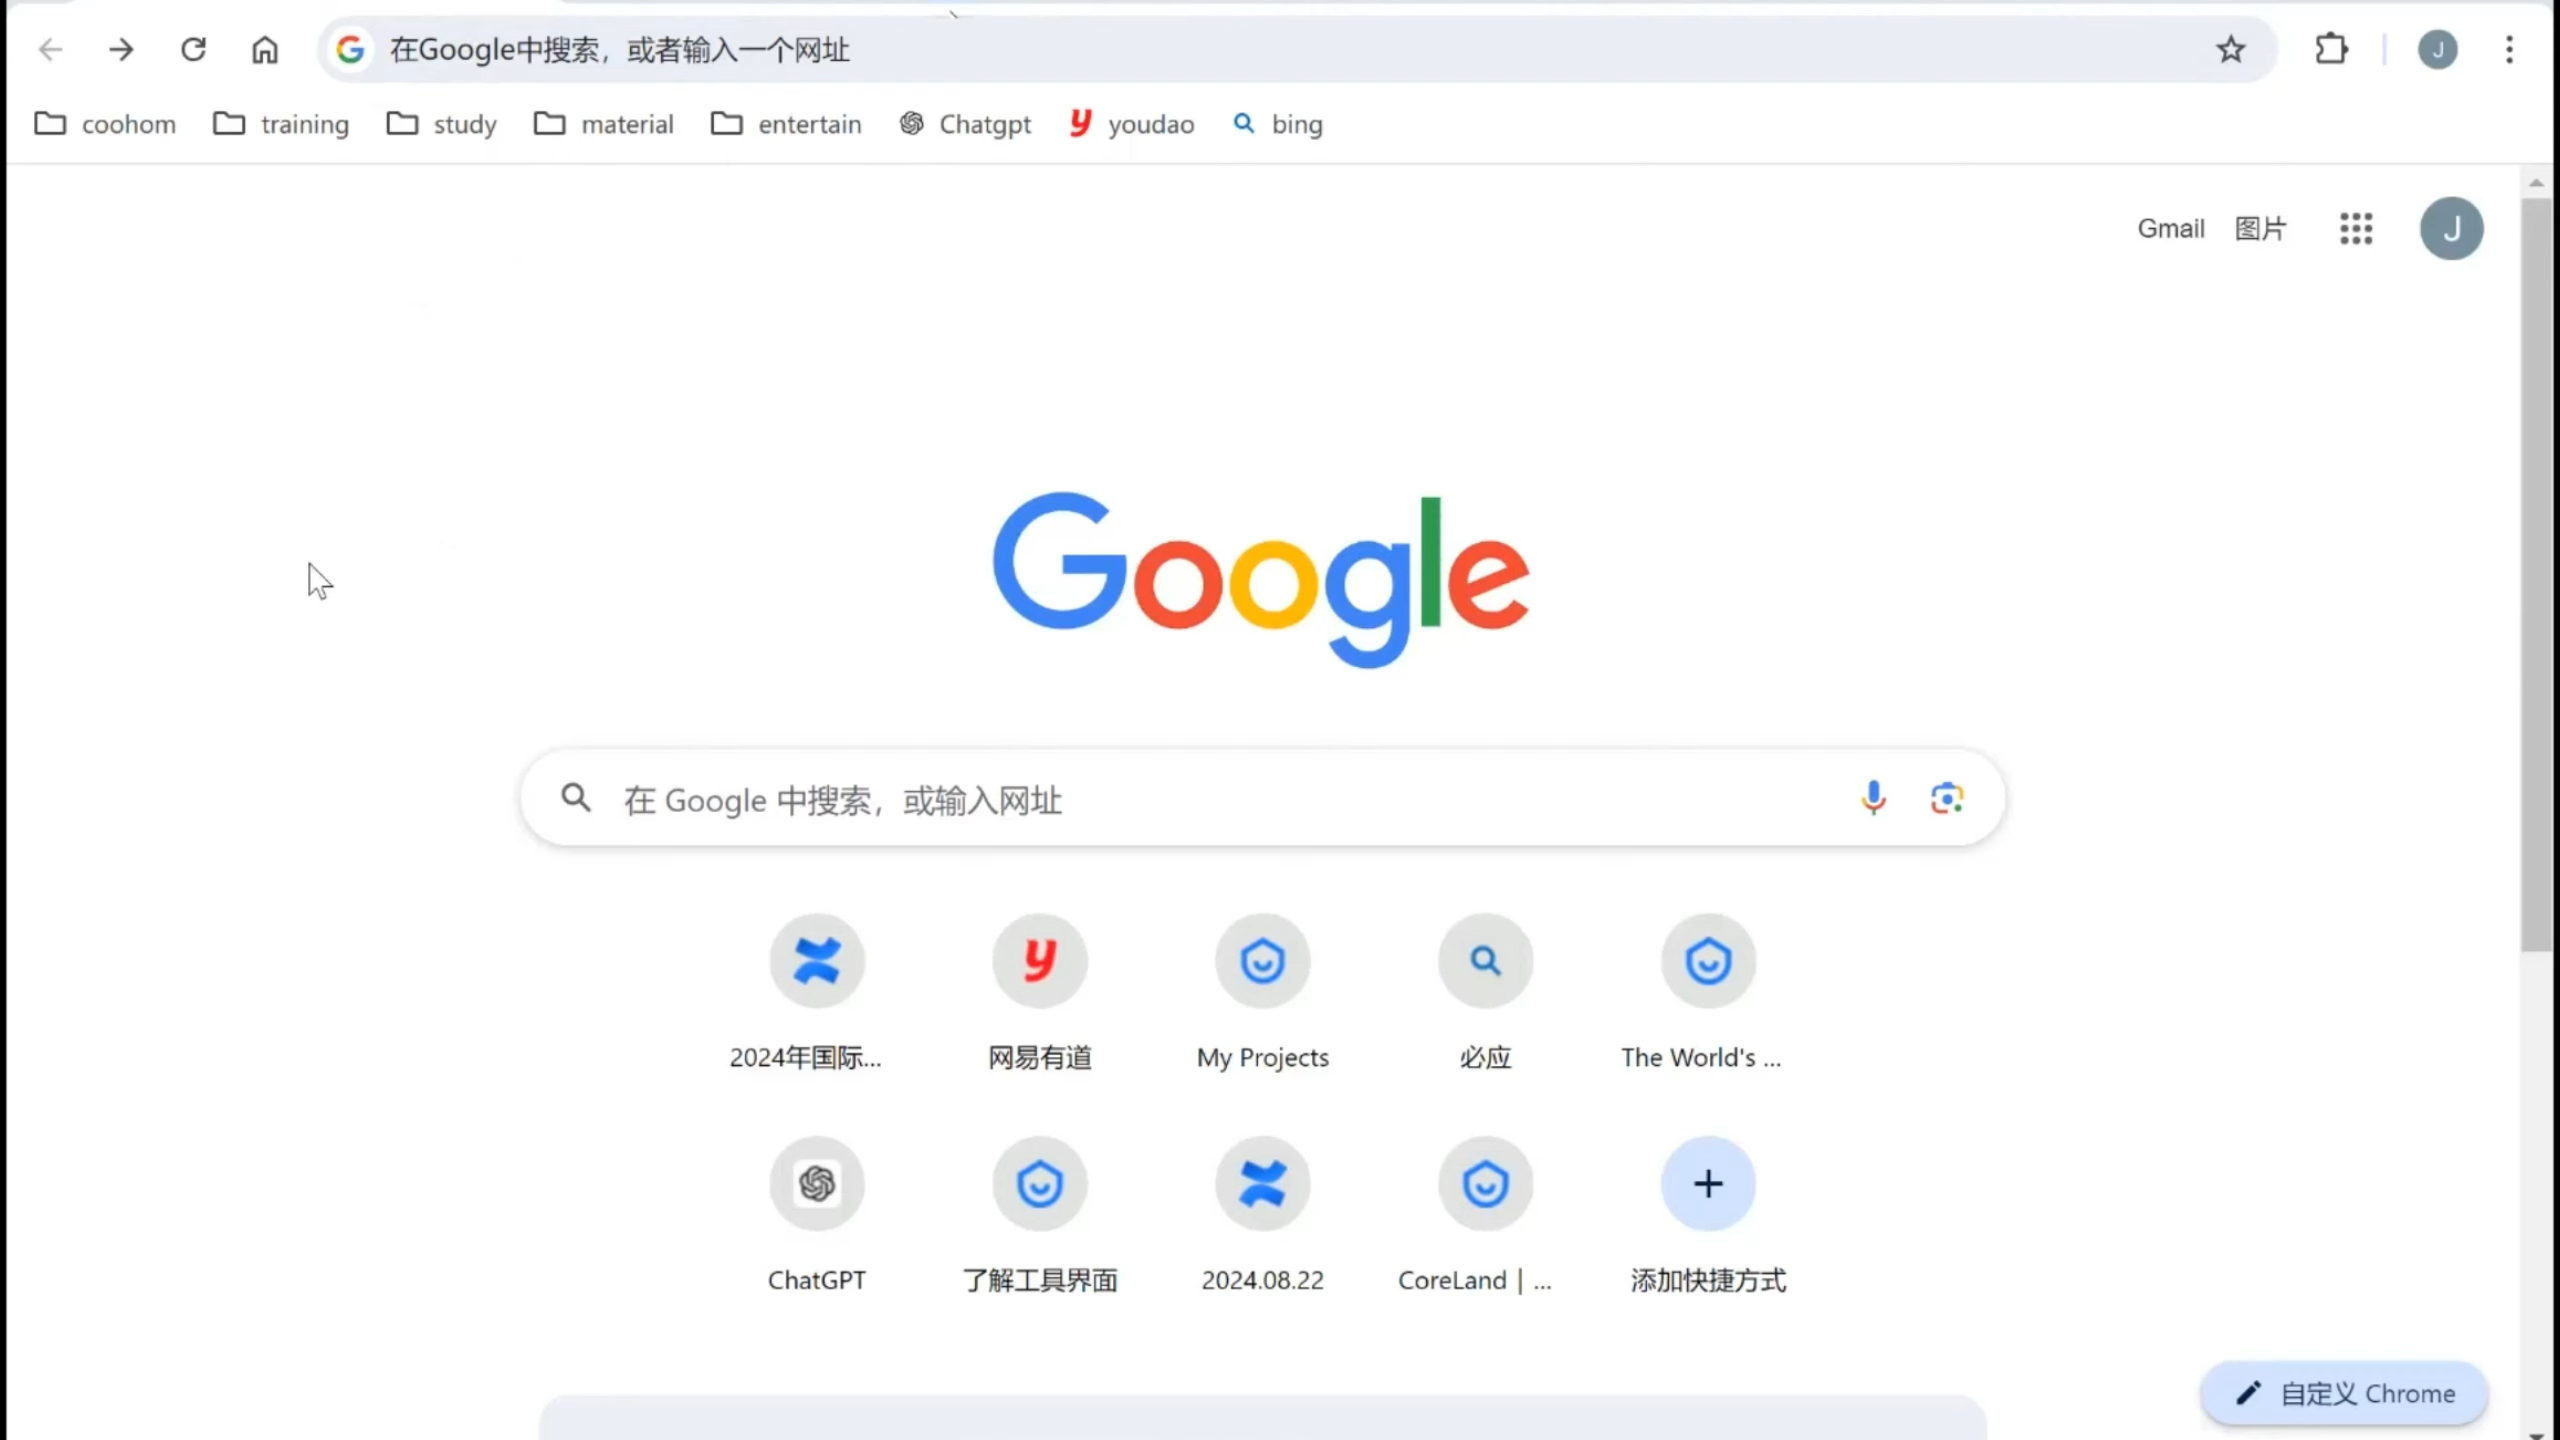 在Google中搜索，或者输入一个网址
coohom training study material entertain Chatgpt youdao bing
Gmail 图片 J
Google
在 Google 中搜索，或输入网址
2024年国际... 网易有道 My Projects 必应 The World's ...
ChatGPT 了解工具界面 2024.08.22 CoreLand | ... 添加快捷方式
自定义 Chrome